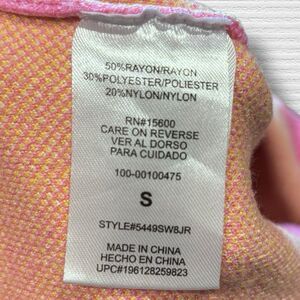 50%RAYON/RAYON
30%POLYESTER/POLIESTER
20%NYLON/NYLON
RN#15600
CARE ON REVERSE
VER AL DORSO
PARA CUIDADO
100-00100475
S
STYLE#5449SW8JR
MADE IN CHINA
HECHO EN CHINA
UPC#196128259823